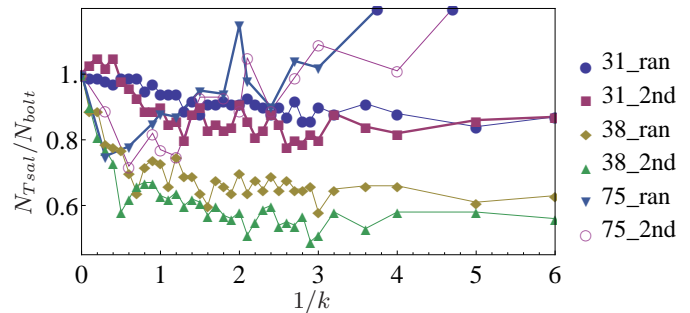 1.
0.8
0.6
N_{Tsal}/N_{bolt}
0 1 2 3 4 5 6
1/k
31_ran
31_2nd
38_ran
38_2nd
75_ran
75_2nd